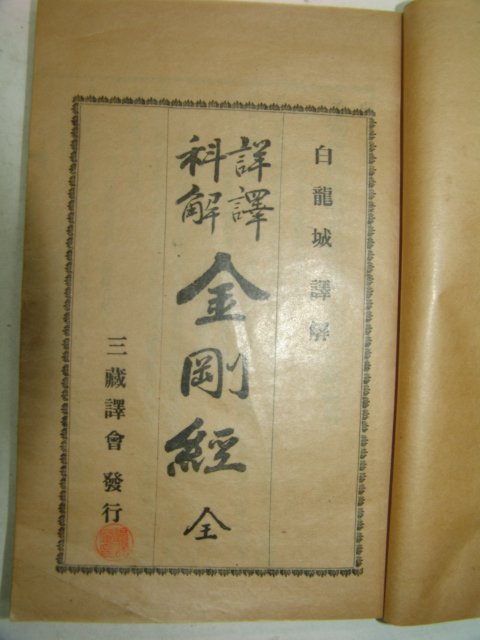 白龍城譯解
詳譯
科解
金剛經 全
三藏譯會 發行